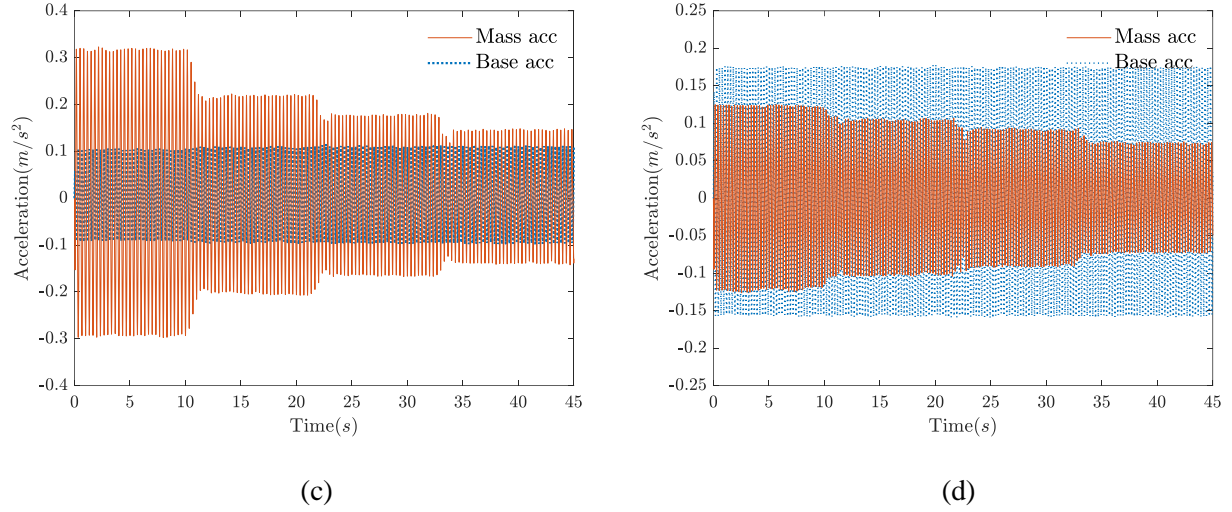 0.4
0.3
0.2
0.1
0
-0.1
-0.2
-0.3
-0.4
Acceleration(m/s²)
Mass acc
Base acc
0 5 10 15 20 25 30 35 40 45
Time(s)
(c)
0.25
0.2
0.15
0.1
0.05
0
-0.05
-0.1
-0.15
-0.2
-0.25
Acceleration(m/s²)
Mass acc
Base acc
0 5 10 15 20 25 30 35 40 45
Time(s)
(d)